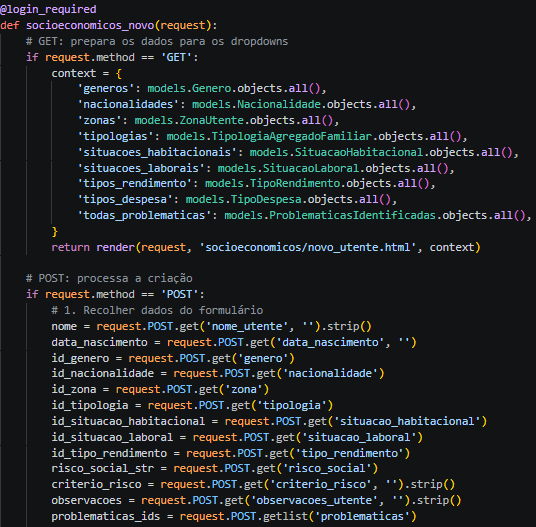 @login_required
def socioeconomicos_novo(request):
    # GET: prepara os dados para os dropdowns
    if request.method == 'GET':
        context = {
            'generos': models.Genero.objects.all(),
            'nacionalidades': models.Nacionalidade.objects.all(),
            'zonas': models.ZonaUtente.objects.all(),
            'tipologias': models.TipologiaAgregadoFamiliar.objects.all(),
            'situacoes_habitacionais': models.SituacaoHabitacional.objects.all(),
            'situacoes_laborais': models.SituacaoLaboral.objects.all(),
            'tipos_rendimento': models.TipoRendimento.objects.all(),
            'tipos_despesa': models.TipoDespesa.objects.all(),
            'todas_problematicas': models.ProblematicasIdentificadas.objects.all(),
        }
        return render(request, 'socioeconomicos/novo_utente.html', context)

    # POST: processa a criação
    if request.method == 'POST':
        # 1. Recolher dados do formulário
        nome = request.POST.get('nome_utente', '').strip()
        data_nascimento = request.POST.get('data_nascimento', '')
        id_genero = request.POST.get('genero')
        id_nacionalidade = request.POST.get('nacionalidade')
        id_zona = request.POST.get('zona')
        id_tipologia = request.POST.get('tipologia')
        id_situacao_habitacional = request.POST.get('situacao_habitacional')
        id_situacao_laboral = request.POST.get('situacao_laboral')
        id_tipo_rendimento = request.POST.get('tipo_rendimento')
        risco_social_str = request.POST.get('risco_social')
        criterio_risco = request.POST.get('criterio_risco', '').strip()
        observacoes = request.POST.get('observacoes_utente', '').strip()
        problematicas_ids = request.POST.getlist('problematicas')